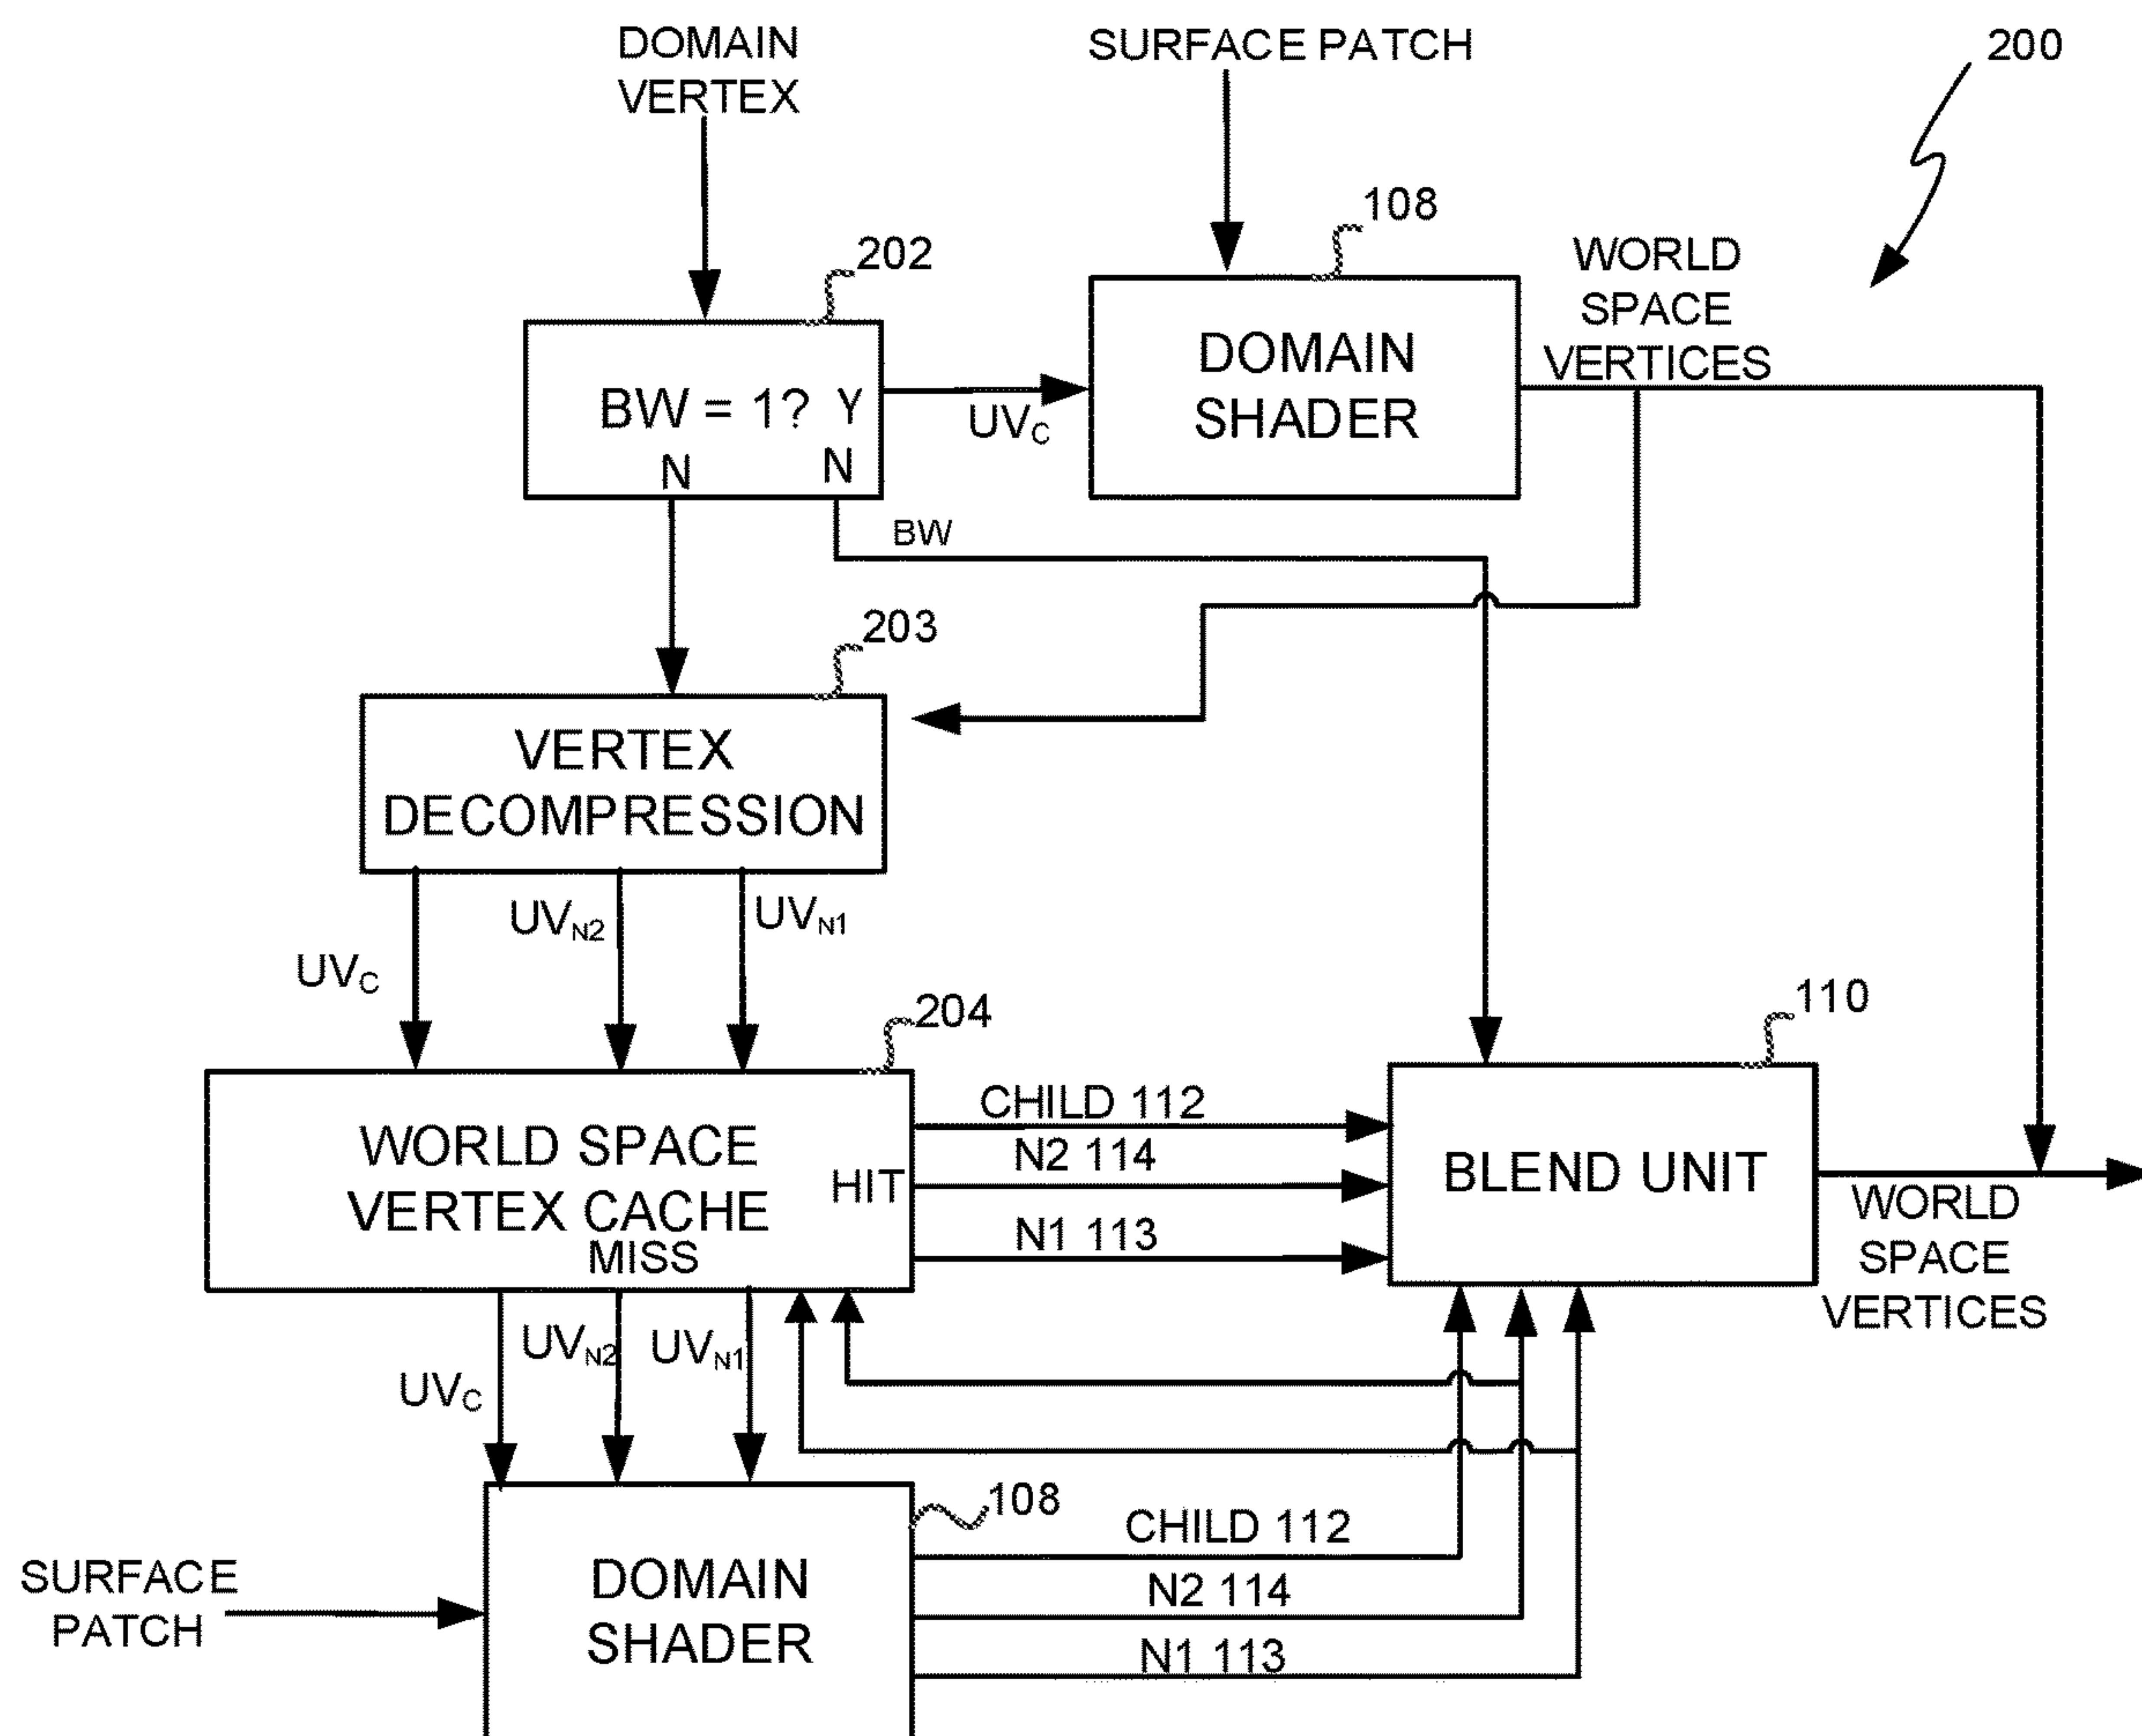 DOMAIN
VERTEX
SURFACE PATCH
200
108
202
WORLD
SPACE
VERTICES
DOMAIN
SHADER
BW = 1? Y
N N
UVC
BW
203
VERTEX
DECOMPRESSION
UVN2
UVN1
UVC
204
110
CHILD 112
N2 114
N1 113
WORLD SPACE
VERTEX CACHE
HIT
MISS
BLEND UNIT
WORLD
SPACE
VERTICES
UVN2
UVN1
UVC
108
CHILD 112
N2 114
N1 113
SURFACE
PATCH
DOMAIN
SHADER